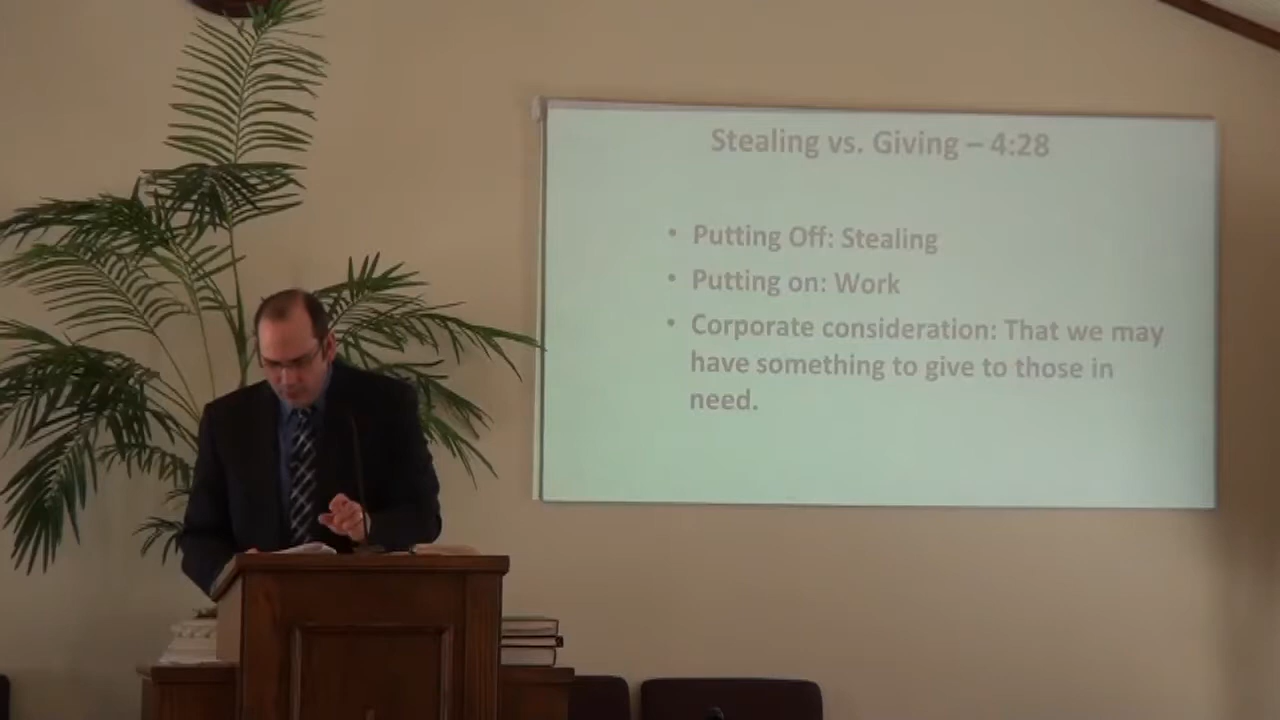 Stealing vs. Giving – 4:28
• Putting Off: Stealing
• Putting on: Work
• Corporate consideration: That we may
have something to give to those in
need.